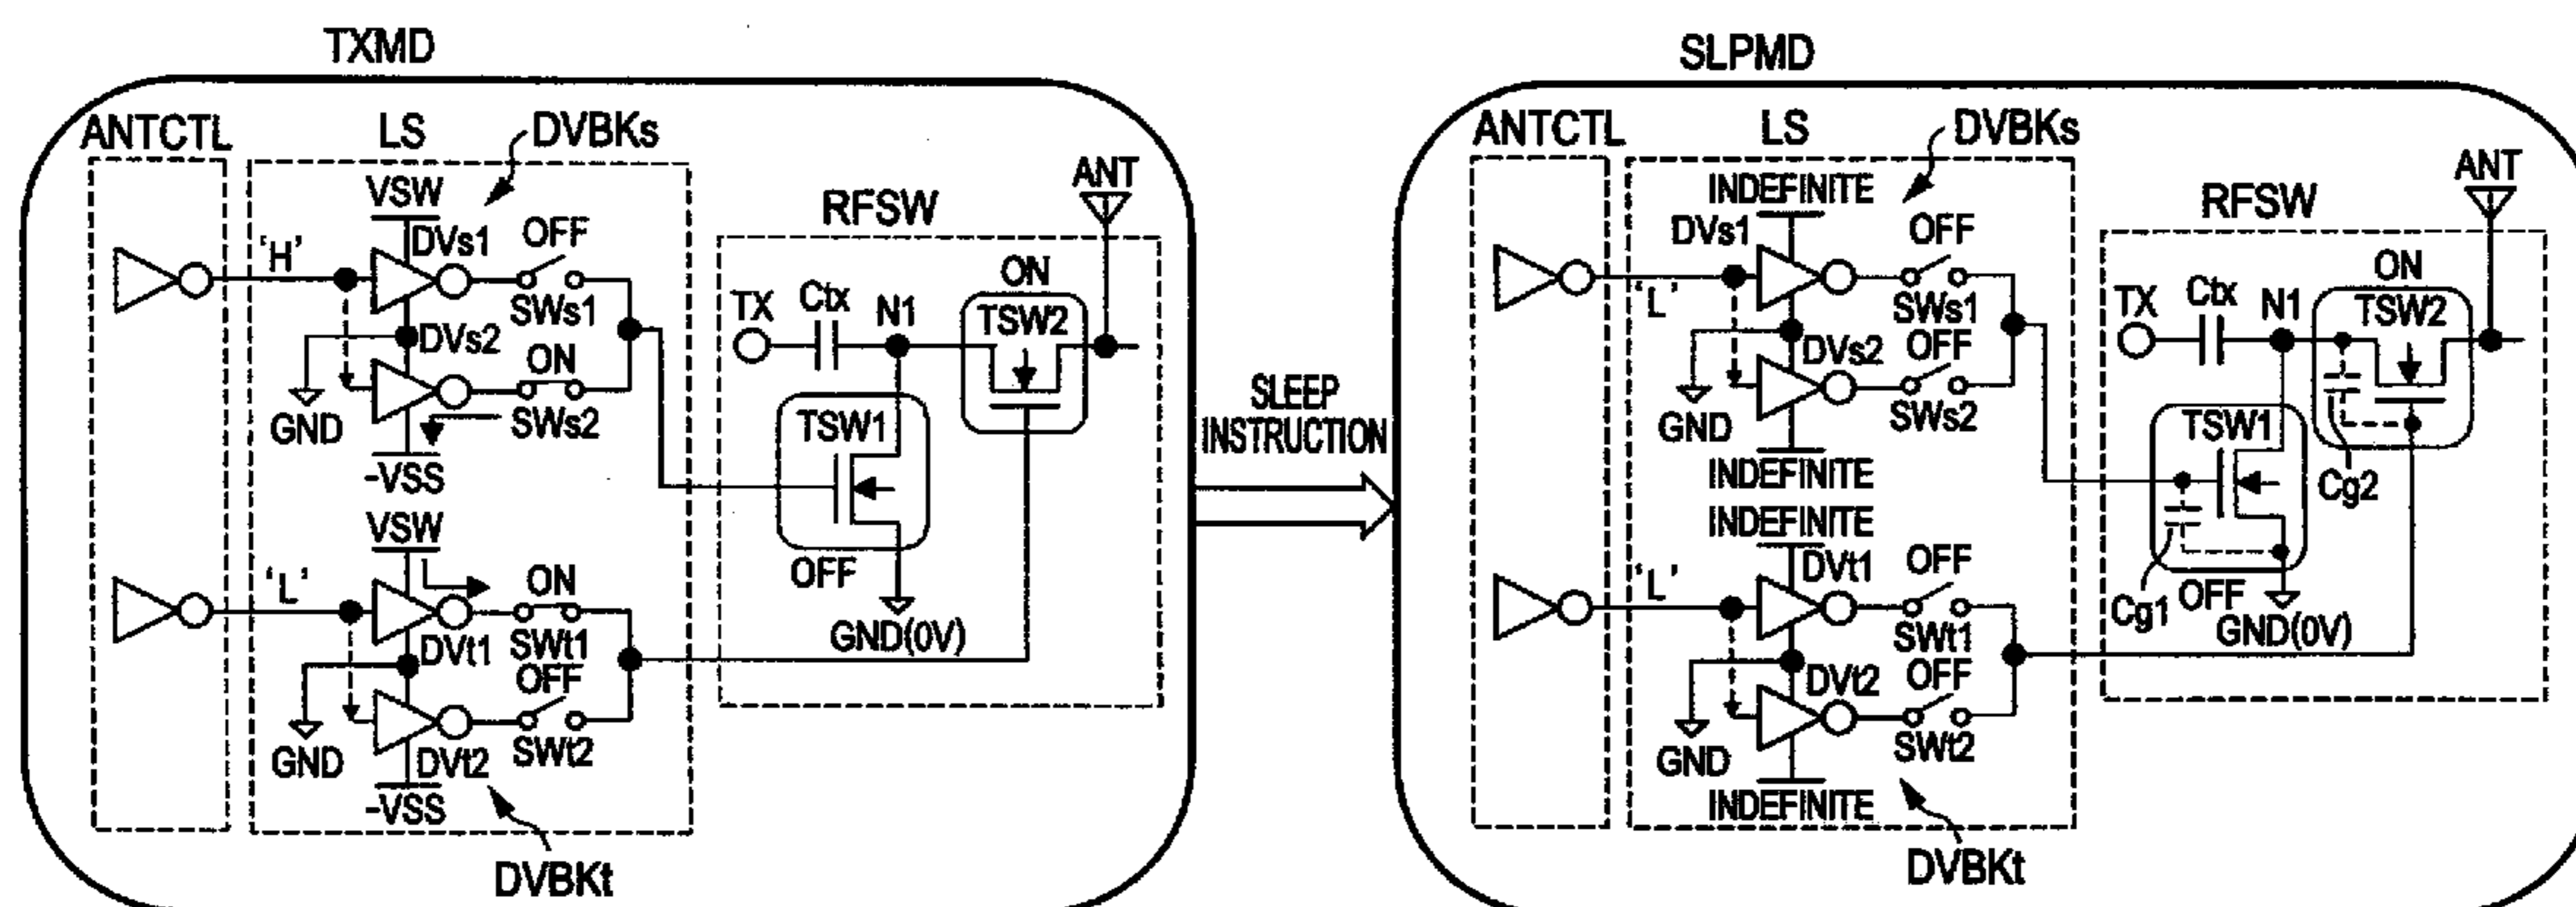 TXMD
ANTCTL
LS
DVBKs
VSW
'H'
DVs1
OFF
SWs1
DVs2
ON
SWs2
GND
-VSS
VSW
'L'
ON
DVt1
SWt1
OFF
GND
DVt2
SWt2
-VSS
DVBKt
RFSW
ANT
TX
Ctx
N1
ON
TSW2
TSW1
OFF
GND(0V)
SLEEP
INSTRUCTION
SLPMD
ANTCTL
LS
DVBKs
INDEFINITE
DVs1
OFF
'L'
SWs1
DVs2
OFF
GND
SWs2
INDEFINITE
INDEFINITE
DVt1
OFF
'L'
SWt1
DVt2
OFF
GND
SWt2
INDEFINITE
DVBKt
RFSW
ANT
TX
Ctx
N1
ON
TSW2
TSW1
Cg2
Cg1
OFF
GND(0V)